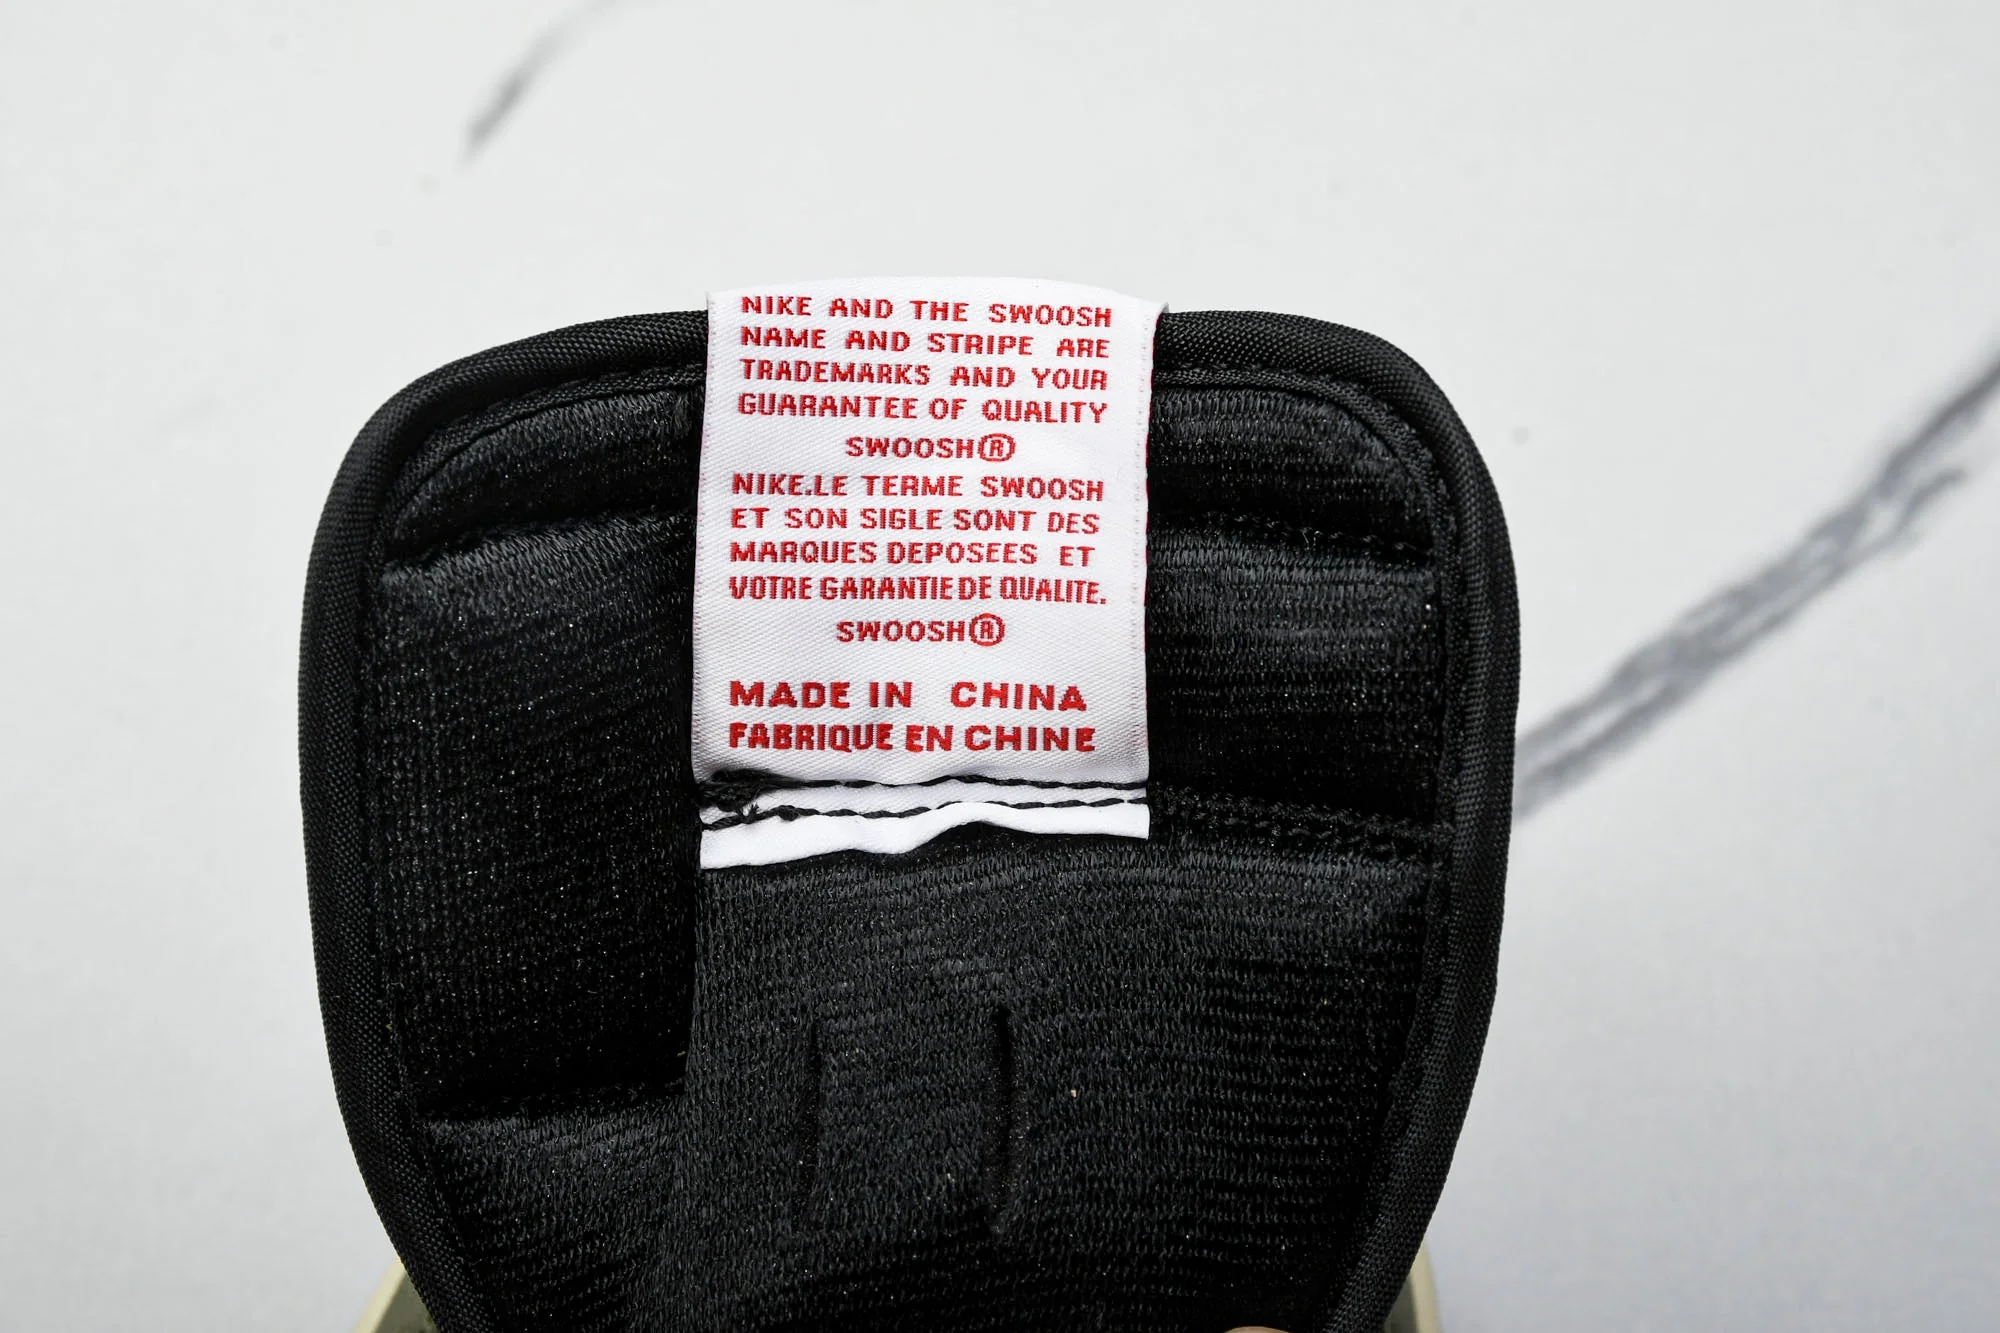 NIKE AND THE SWOOSH
NAME AND STRIPE ARE
TRADEMARKS AND YOUR
GUARANTEE OF QUALITY
SWOOSH®
NIKE.LE TERME SWOOSH
ET SON SIGLE SONT DES
MARQUES DEPOSEES ET
VOTRE GARANTIE DE QUALITE.
SWOOSH®
MADE IN CHINA
FABRIQUE EN CHINE